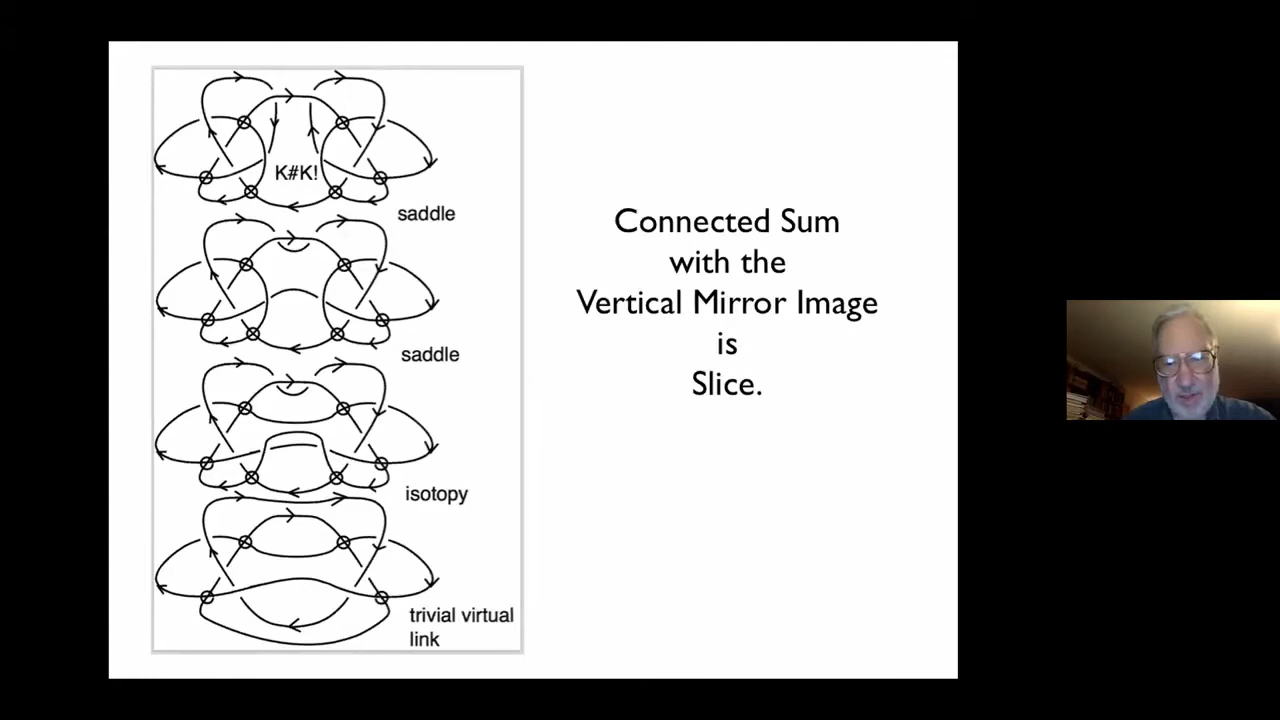 K#K!
saddle
saddle
isotopy
trivial virtual
link
Connected Sum
with the
Vertical Mirror Image
is
Slice.